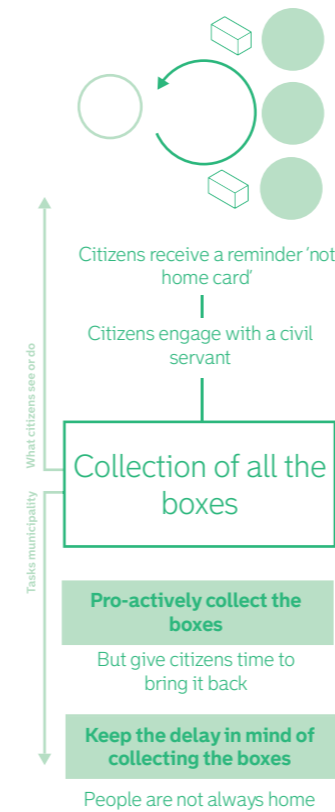 Citizens receive a reminder 'not
home card'
Citizens engage with a civil
servant
What citizens see or do
Collection of all the
boxes
Tasks municipality
Pro-actively collect the
boxes
But give citizens time to
bring it back
Keep the delay in mind of
collecting the boxes
People are not always home